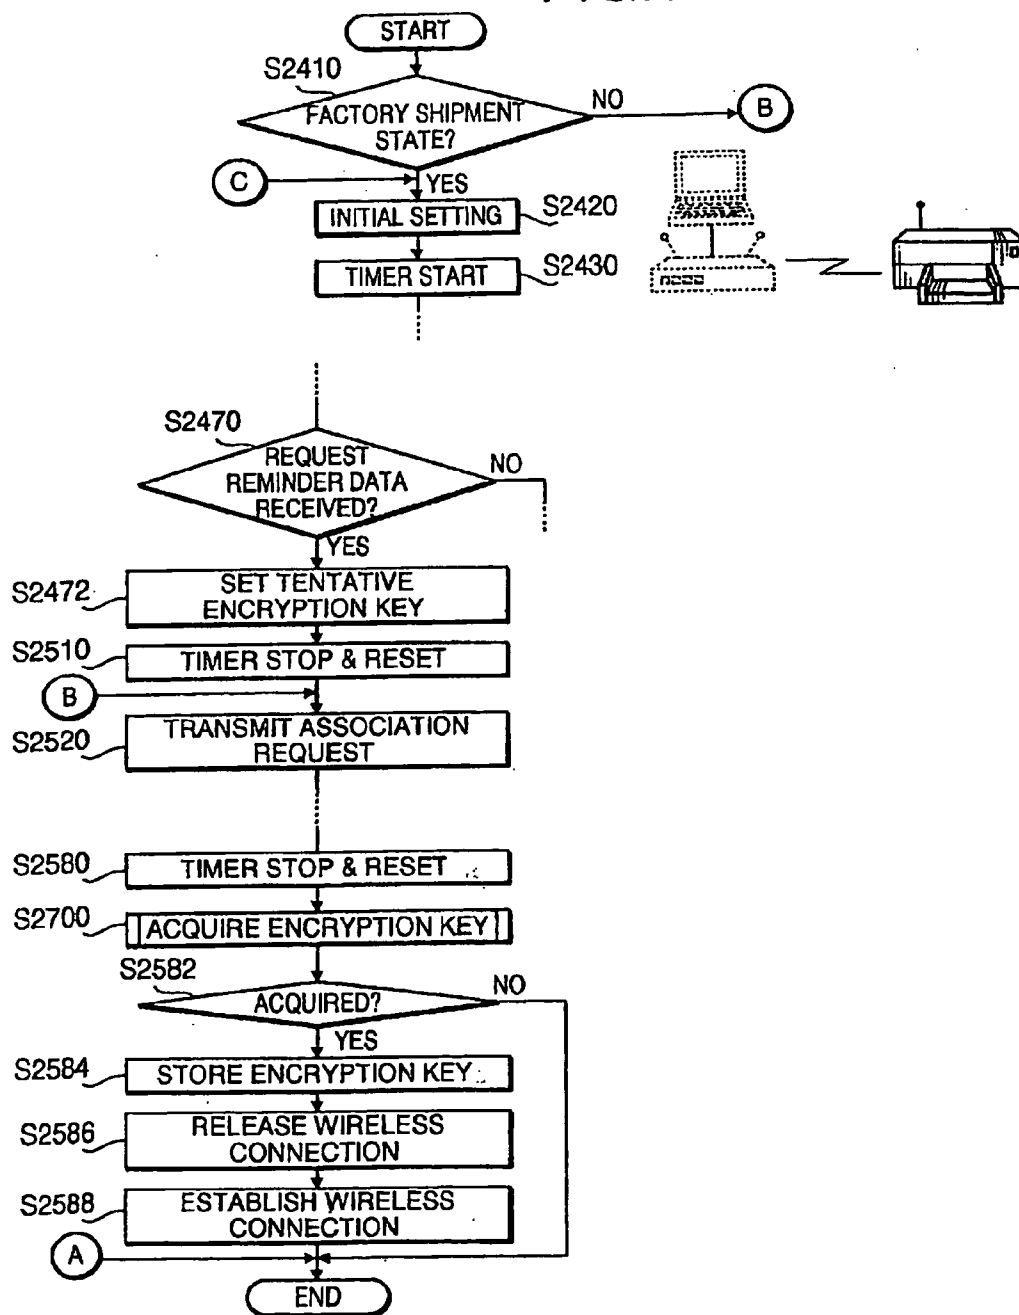 START
S2410
FACTORY SHIPMENT
STATE?
NO
B
C
YES
INITIAL SETTING
S2420
TIMER START
S2430
S2470
REQUEST
REMINDER DATA
RECEIVED?
NO
YES
S2472
SET TENTATIVE
ENCRYPTION KEY
S2510
TIMER STOP & RESET
B
S2520
TRANSMIT ASSOCIATION
REQUEST
S2580
TIMER STOP & RESET
S2700
ACQUIRE ENCRYPTION KEY
S2582
ACQUIRED?
NO
YES
S2584
STORE ENCRYPTION KEY
S2586
RELEASE WIRELESS
CONNECTION
S2588
ESTABLISH WIRELESS
CONNECTION
A
END